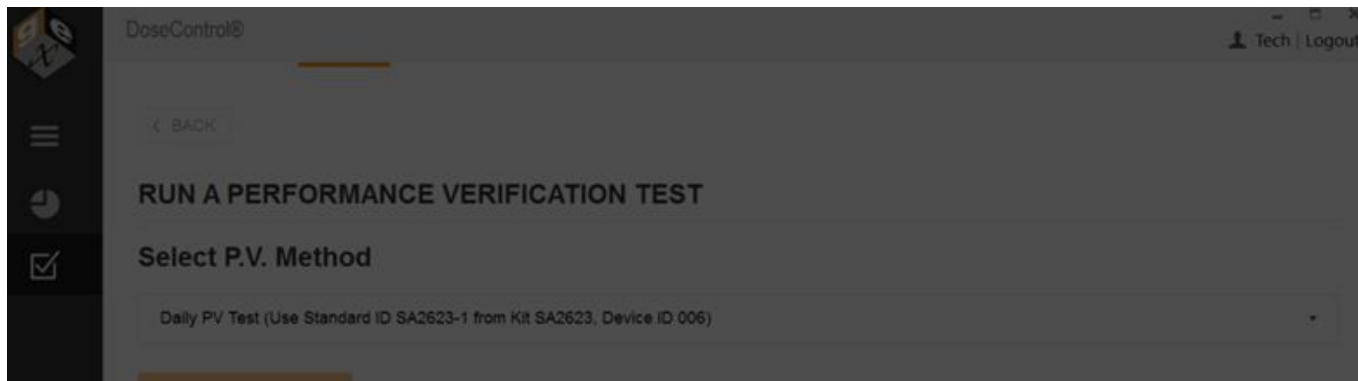 gex
DoseControl®
Tech | Logout
< BACK
RUN A PERFORMANCE VERIFICATION TEST
Select P.V. Method
Daily PV Test (Use Standard ID SA2623-1 from Kit SA2623, Device ID 006)